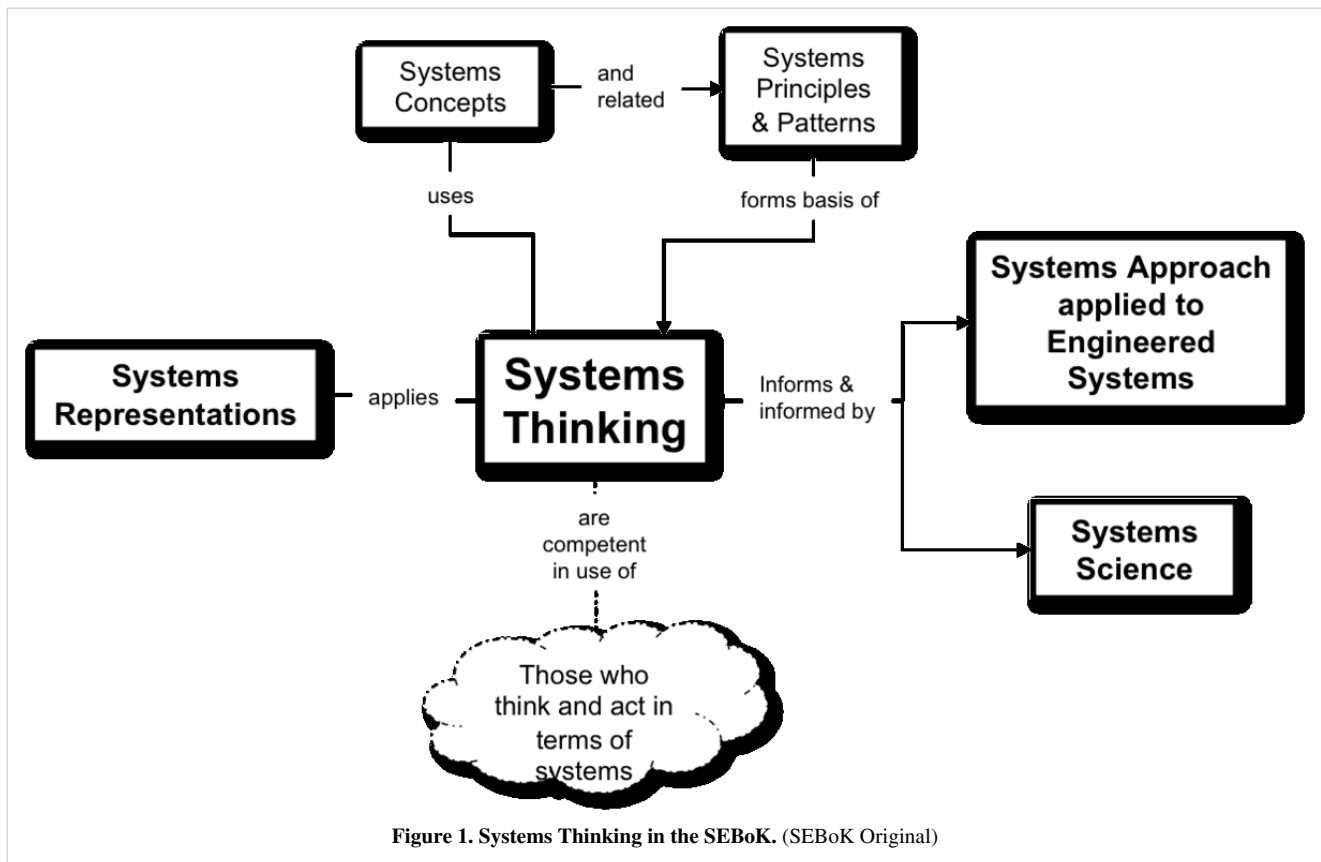 Systems
Concepts
and
related
Systems
Principles
& Patterns
uses
forms basis of
Systems Approach
applied to
Engineered
Systems
Systems
Representations
applies
Systems
Thinking
Informs &
informed by
Systems
Science
are
competent
in use of
Those who
think and act in
terms of
systems
Figure 1. Systems Thinking in the SEBoK. (SEBoK Original)